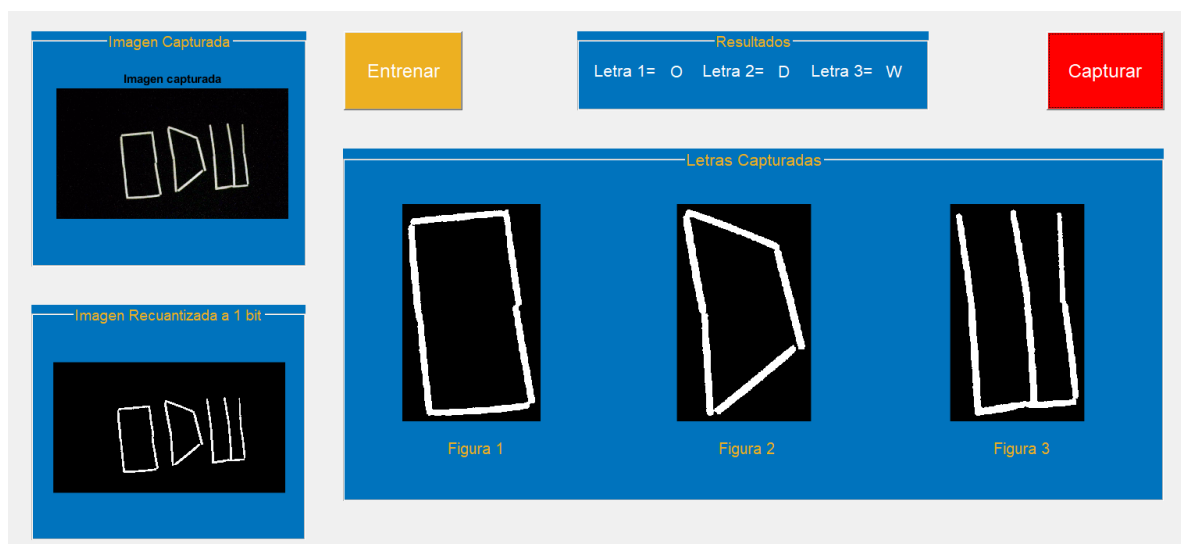 Imagen Capturada
Imagen capturada
Entrenar
Resultados
Letra 1= O Letra 2= D Letra 3= W
Capturar
Letras Capturadas
O D W
Figura 1
Figura 2
Figura 3
Imagen Recuantizada a 1 bit